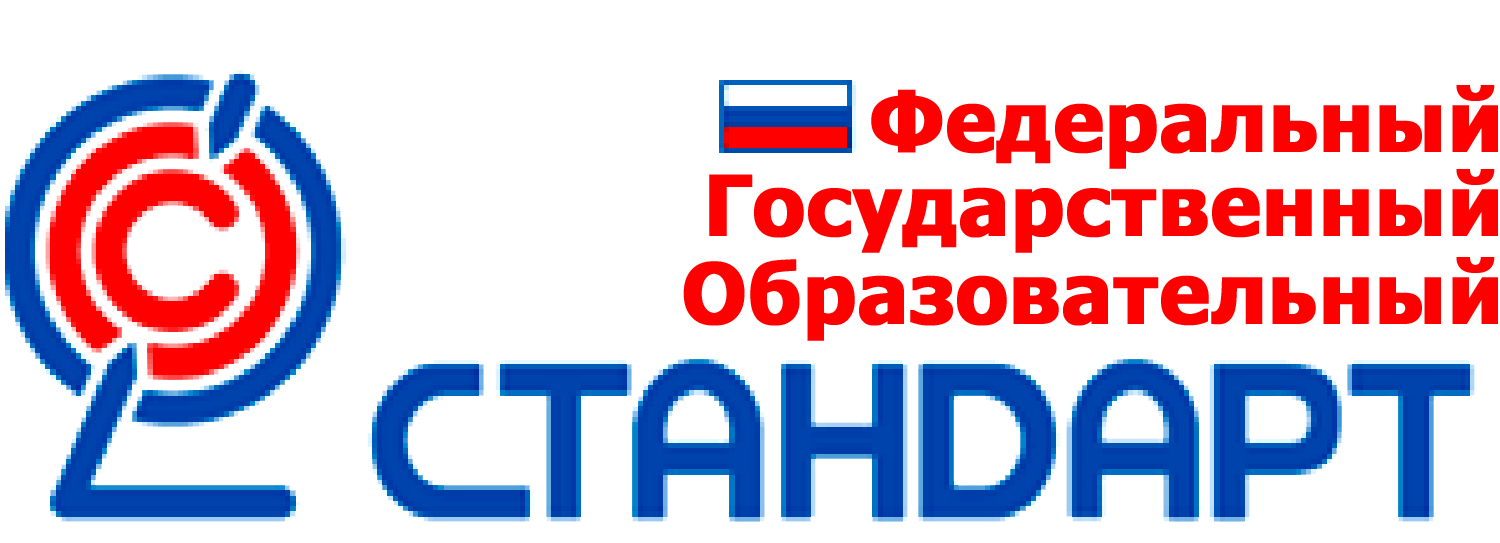 Федеральный
Государственный
Образовательный
СТАНДАРТ